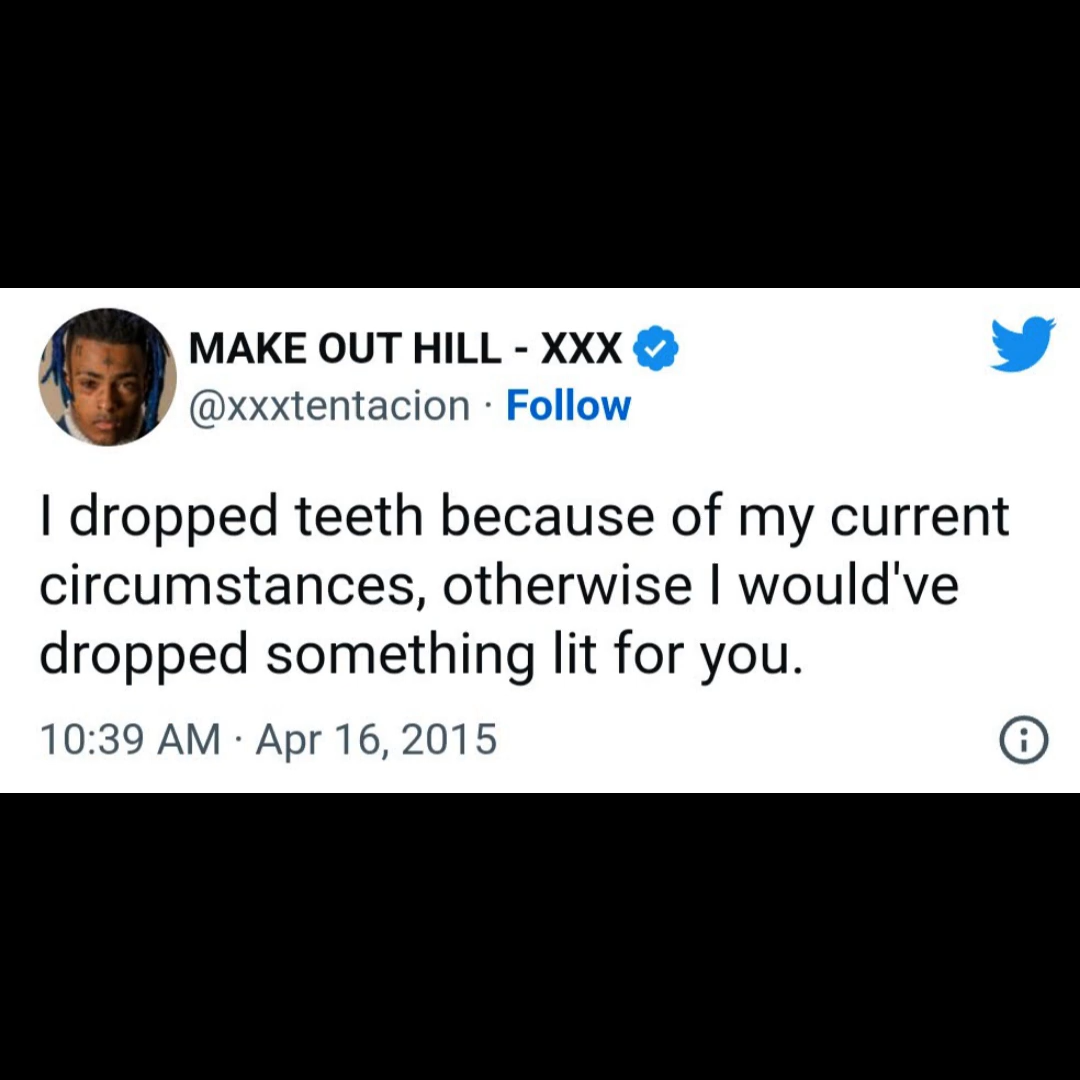 MAKE OUT HILL - XXX
@xxxtentacion · Follow
I dropped teeth because of my current
circumstances, otherwise I would've
dropped something lit for you.
10:39 AM · Apr 16, 2015